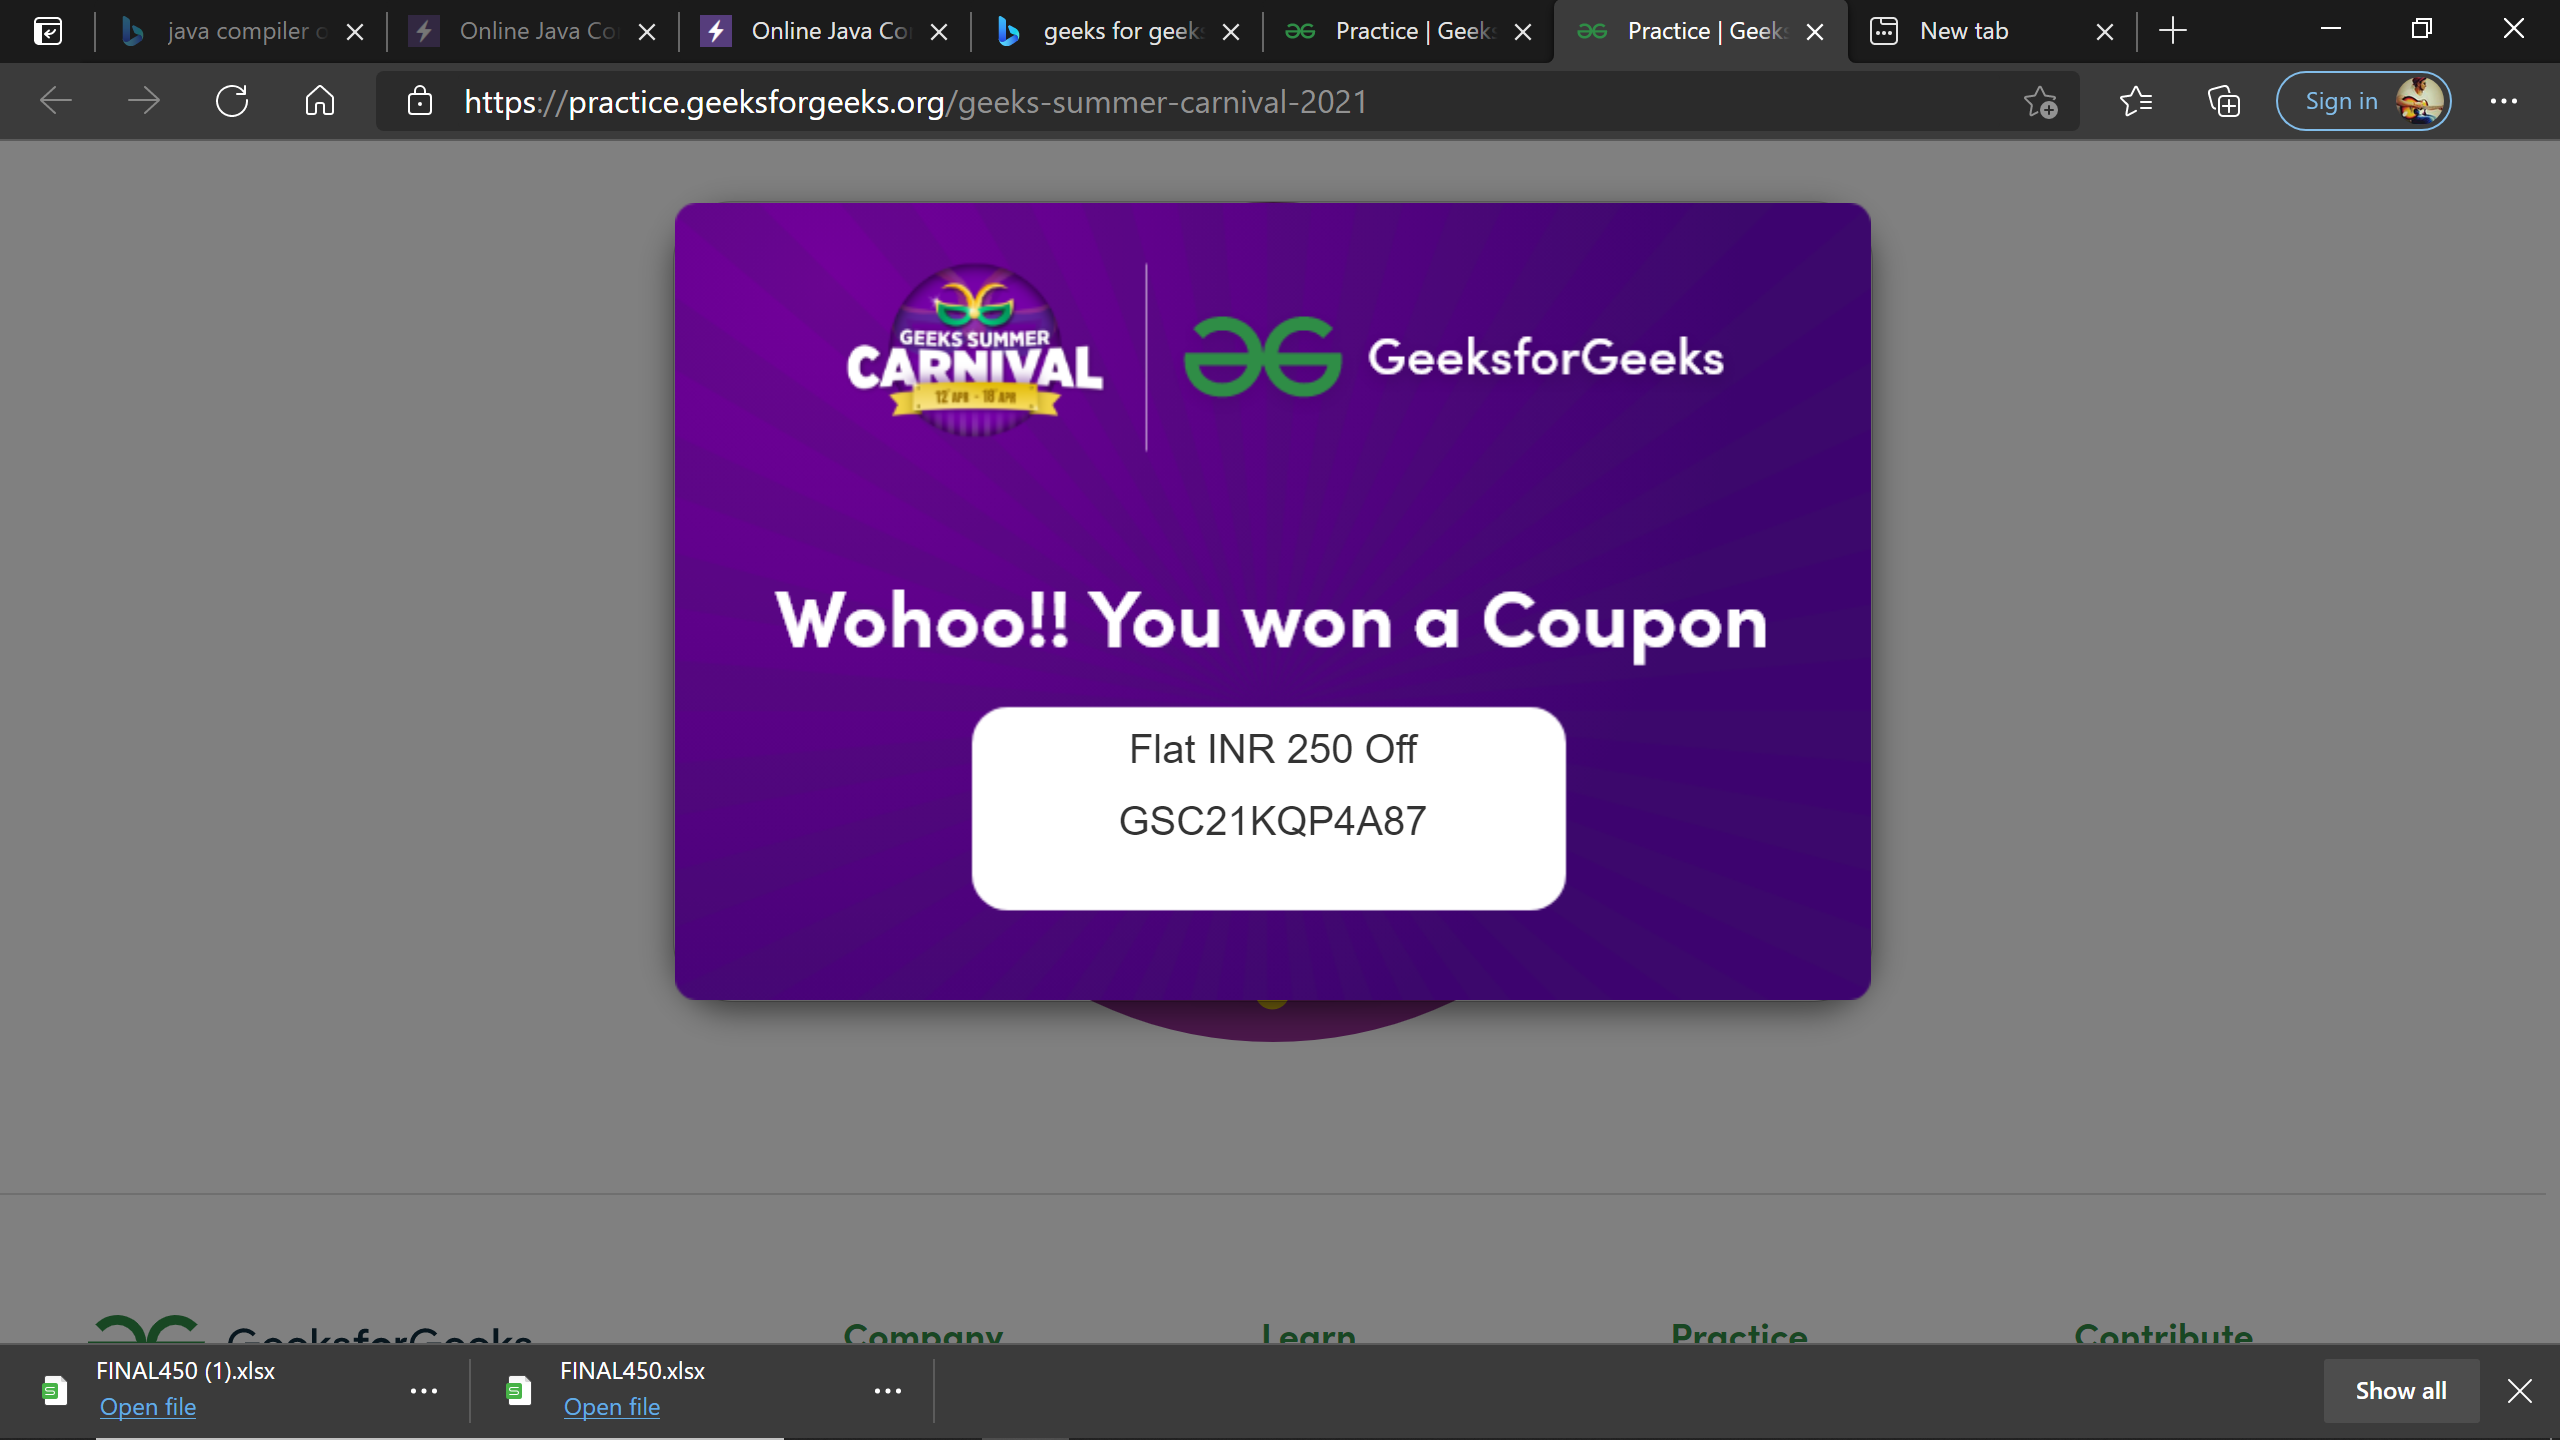 java compiler o
Online Java Co
Online Java Co
geeks for geeks
Practice | Geeks
Practice | Geeks
New tab
https://practice.geeksforgeeks.org/geeks-summer-carnival-2021
Sign in
GEEKS SUMMER
CARNIVAL
12 APR - 18 APR
GeeksforGeeks
Wohoo!! You won a Coupon
Flat INR 250 Off
GSC21KQP4A87
GeeksforGeeks
Company
Learn
Practice
Contribute
FINAL450 (1).xlsx
Open file
FINAL450.xlsx
Open file
Show all